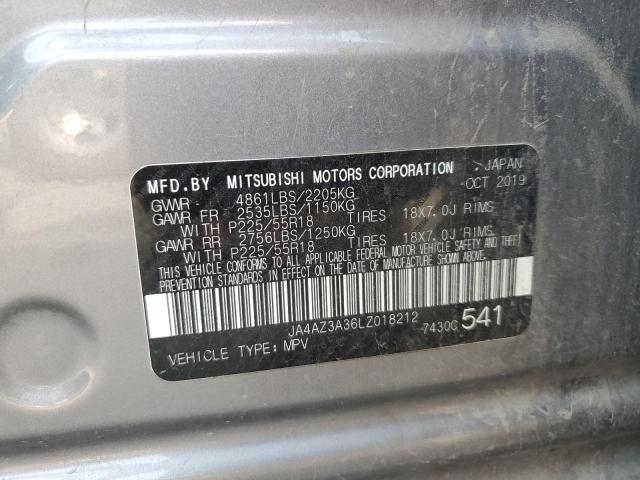 MFD.BY MITSUBISHI MOTORS CORPORATION JAPAN
GVWR 4861LBS/2205KG OCT 2019
GAWR FR 2535LBS/1150KG
WITH P225/55R18 TIRES 18X7.0J RIMS
GAWR RR 2756LBS/1250KG
WITH P225/55R18 TIRES 18X7.0J RIMS
THIS VEHICLE CONFORMS TO ALL APPLICABLE FEDERAL MOTOR VEHICLE SAFETY AND THEFT
PREVENTION STANDARDS IN EFFECT ON THE DATE OF MANUFACTURE SHOWN ABOVE.
JA4AZ3A36LZ018212 7430C 541
VEHICLE TYPE: MPV